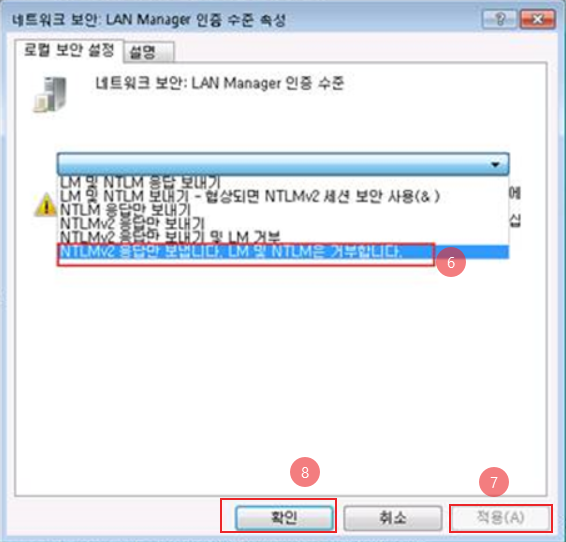 네트워크 보안: LAN Manager 인증 수준 속성
로컬 보안 설정 설명
네트워크 보안: LAN Manager 인증 수준
LM 및 NTLM 응답 보내기
LM 및 NTLM 보내기 - 협상되면 NTLMv2 세션 보안 사용(& )
에
NTLM 응답만 보내기
NTLMv2 응답만 보내기
십
NTLMv2 응답만 보내기 및 LM 거부
NTLMv2 응답만 보냅니다. LM 및 NTLM은 거부합니다.
6
8
7
확인 취소 적용(A)